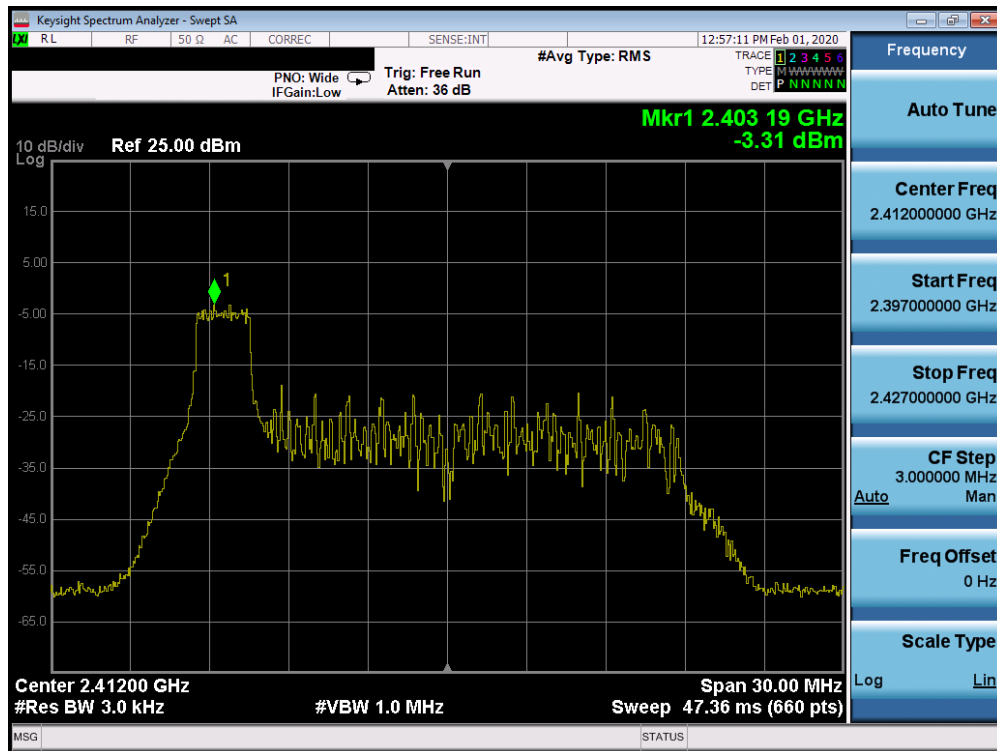 Keysight Spectrum Analyzer - Swept SA
LXI RL RF 50 Ω AC CORREC SENSE:INT 12:57:11 PM Feb 01, 2020
Frequency
#Avg Type: RMS
TRACE 1 2 3 4 5 6
PNO: Wide Trig: Free Run
TYPE M W W W W W
IFGain:Low Atten: 36 dB
DET P N N N N N
Auto Tune
Mkr1 2.403 19 GHz
-3.31 dBm
10 dB/div Ref 25.00 dBm
Log
15.0
5.00
1
-5.00
-15.0
-25.0
-35.0
-45.0
-55.0
-65.0
Center Freq
2.412000000 GHz
Start Freq
2.397000000 GHz
Stop Freq
2.427000000 GHz
CF Step
3.000000 MHz
Auto Man
Freq Offset
0 Hz
Scale Type
Log Lin
Center 2.41200 GHz Span 30.00 MHz
#Res BW 3.0 kHz #VBW 1.0 MHz Sweep 47.36 ms (660 pts)
MSG STATUS